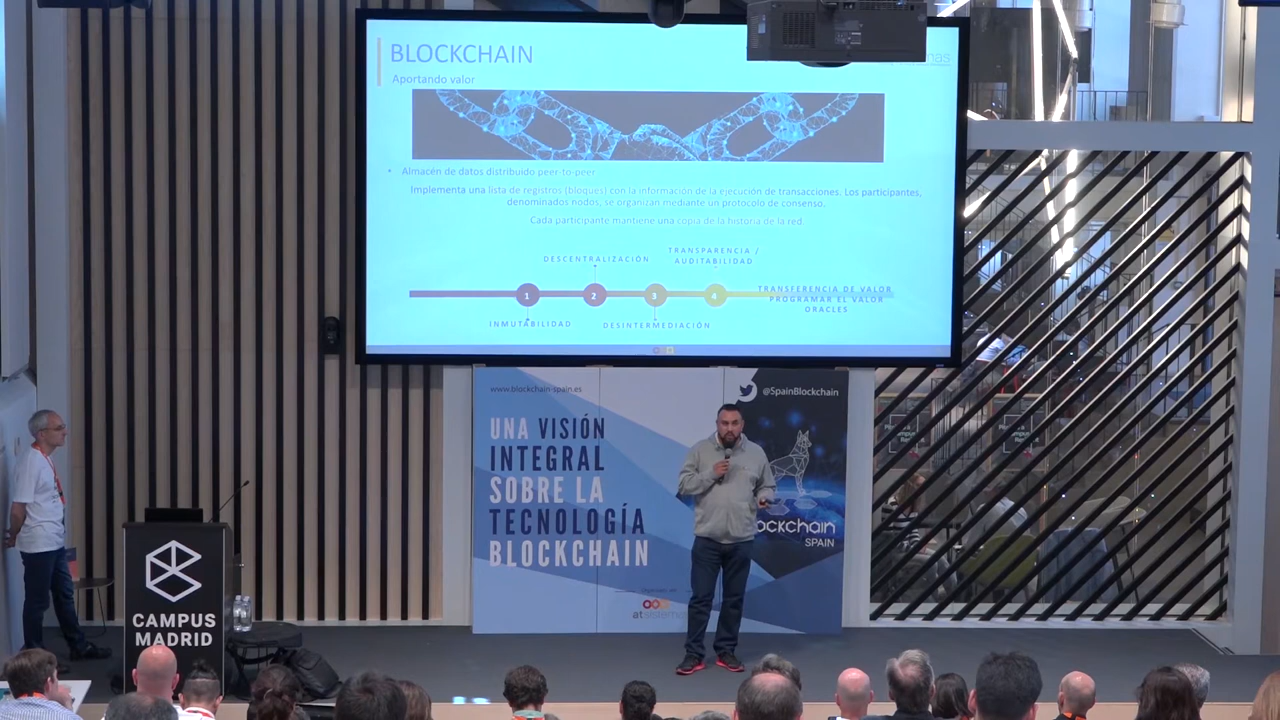 BLOCKCHAIN
Aportando valor
• Almacén de datos distribuido peer-to-peer
Implementa una lista de registros (bloques) con la información de la ejecución de transacciones. Los participantes,
denominados nodos, se organizan mediante un protocolo de consenso.
Cada participante mantiene una copia de la historia de la red.
TRANSPARENCIA /
AUDITABILIDAD
DESCENTRALIZACIÓN
TRANSFERENCIA DE VALOR
PROGRAMAR EL VALOR
ORACLES
1
2
3
4
INMUTABILIDAD
DESINTERMEDIACIÓN
www.blockchain-spain.es
@SpainBlockchain
UNA VISIÓN
INTEGRAL
SOBRE LA
TECNOLOGÍA
BLOCKCHAIN
ockchain
SPAIN
atsistemas
CAMPUS
MADRID